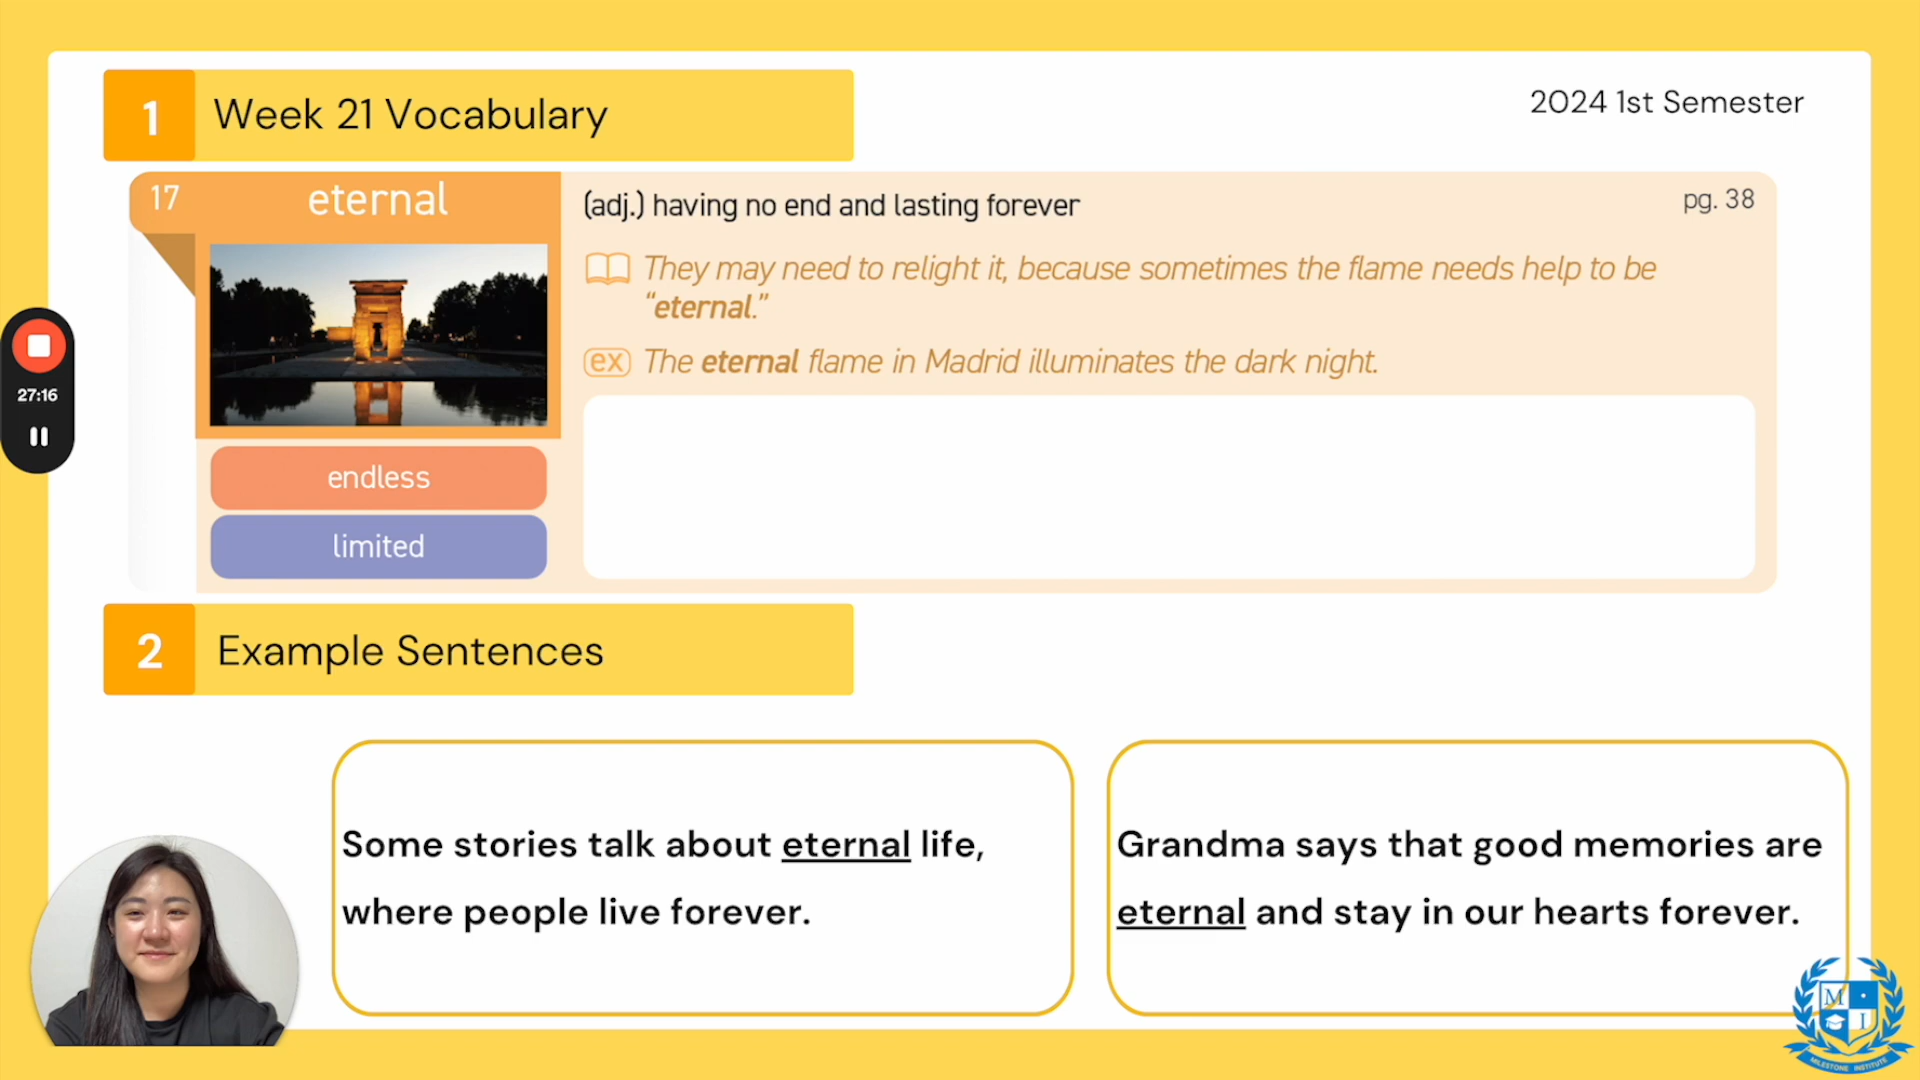 1
Week 21 Vocabulary
2024 1st Semester
17
eternal
(adj.) having no end and lasting forever
pg. 38
They may need to relight it, because sometimes the flame needs help to be
“eternal.”
ex The eternal flame in Madrid illuminates the dark night.
27:16
endless
limited
2
Example Sentences
Some stories talk about eternal life,
where people live forever.
Grandma says that good memories are
eternal and stay in our hearts forever.
M
I
MILESTONE INSTITUTE